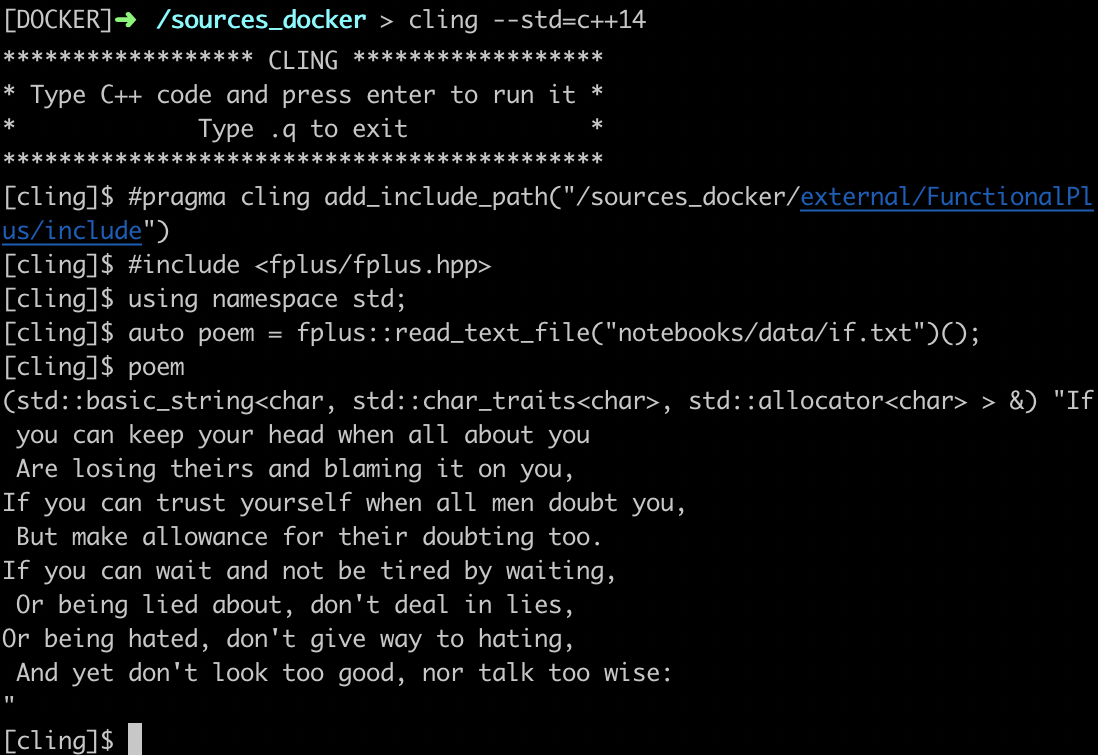 [DOCKER]➜  /sources_docker > cling --std=c++14
****************** CLING ******************
* Type C++ code and press enter to run it *
*             Type .q to exit             *
*******************************************
[cling]$ #pragma cling add_include_path("/sources_docker/external/FunctionalPl
us/include")
[cling]$ #include <fplus/fplus.hpp>
[cling]$ using namespace std;
[cling]$ auto poem = fplus::read_text_file("notebooks/data/if.txt")();
[cling]$ poem
(std::basic_string<char, std::char_traits<char>, std::allocator<char> > &) "If
 you can keep your head when all about you
 Are losing theirs and blaming it on you,
If you can trust yourself when all men doubt you,
 But make allowance for their doubting too.
If you can wait and not be tired by waiting,
 Or being lied about, don't deal in lies,
Or being hated, don't give way to hating,
 And yet don't look too good, nor talk too wise:
"
[cling]$